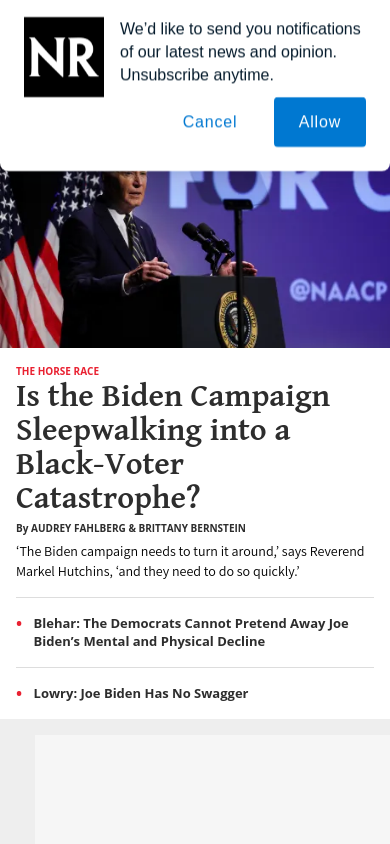 NR
We'd like to send you notifications
of our latest news and opinion.
Unsubscribe anytime.
Cancel
Allow
FOR
@NAACP
THE HORSE RACE
Is the Biden Campaign
Sleepwalking into a
Black-Voter
Catastrophe?
By AUDREY FAHLBERG & BRITTANY BERNSTEIN
‘The Biden campaign needs to turn it around,’ says Reverend
Markel Hutchins, ‘and they need to do so quickly.’
• Blehar: The Democrats Cannot Pretend Away Joe
Biden’s Mental and Physical Decline
• Lowry: Joe Biden Has No Swagger